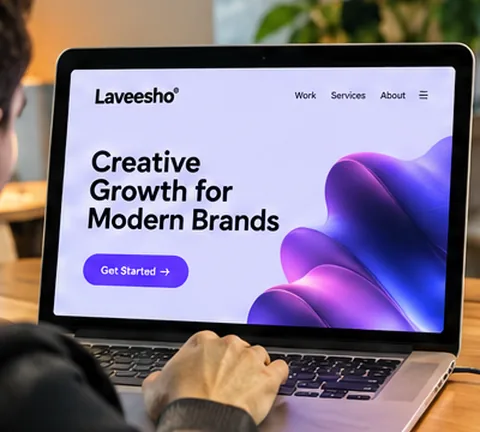 Laveesho®
Work Services About
Creative
Growth for
Modern Brands
Get Started →